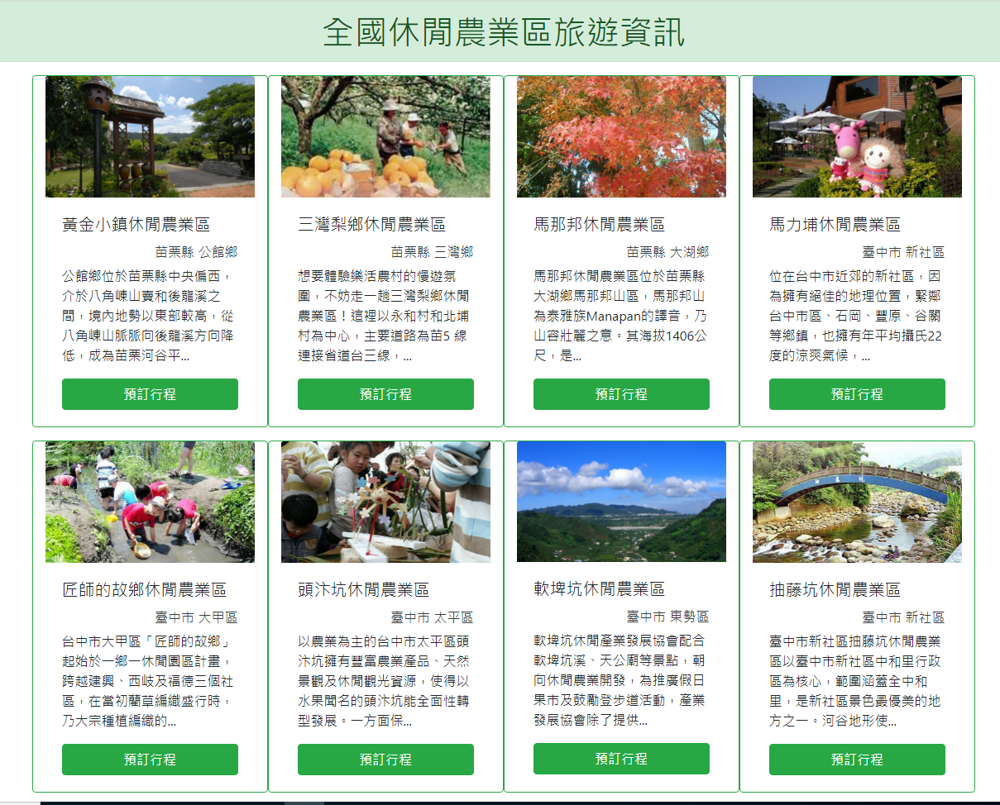 全國休閒農業區旅遊資訊
黃金小鎮休閒農業區
苗栗縣 公館鄉
公館鄉位於苗栗縣中央偏西，
介於八角崠山賣和後龍溪之
間，境內地勢以東部較高，從
八角崠山脈脈向後龍溪方向降
低，成為苗栗河谷平...
預訂行程
三灣梨鄉休閒農業區
苗栗縣 三灣鄉
想要體驗樂活農村的慢遊氛
圍，不妨走一趟三灣梨鄉休閒
農業區！這裡以永和村和北埔
村為中心，主要道路為苗5 線
連接省道台三線，...
預訂行程
馬那邦休閒農業區
苗栗縣 大湖鄉
馬那邦休閒農業區位於苗栗縣
大湖鄉馬那邦山區，馬那邦山
為泰雅族Manapan的譯音，乃
山容壯麗之意。其海拔1406公
尺，是...
預訂行程
馬力埔休閒農業區
臺中市 新社區
位在台中市近郊的新社區，因
為擁有絕佳的地理位置，緊鄰
台中市區、石岡、豐原、谷關
等鄉鎮，也擁有年平均攝氏22
度的涼爽氣候，...
預訂行程
匠師的故鄉休閒農業區
臺中市 大甲區
台中市大甲區「匠師的故鄉」
起始於一鄉一休閒園區計畫，
跨越建興、西岐及福德三個社
區，在當初藺草編織盛行時，
乃大宗種植編織的...
預訂行程
頭汴坑休閒農業區
臺中市 太平區
以農業為主的台中市太平區頭
汴坑擁有豐富農業產品、天然
景觀及休閒觀光資源，使得以
水果聞名的頭汴坑能全面性轉
型發展。一方面保...
預訂行程
軟埤坑休閒農業區
臺中市 東勢區
軟埤坑休閒產業發展協會配合
軟埤坑溪、天公廟等景點，朝
向休閒農業開發，為推廣假日
果市及鼓勵登步道活動，產業
發展協會除了提供...
預訂行程
抽藤坑休閒農業區
臺中市 新社區
臺中市新社區抽藤坑休閒農業
區以臺中市新社區中和里行政
區為核心，範圍涵蓋全中和
里，是新社區景色最優美的地
方之一。河谷地形使...
預訂行程